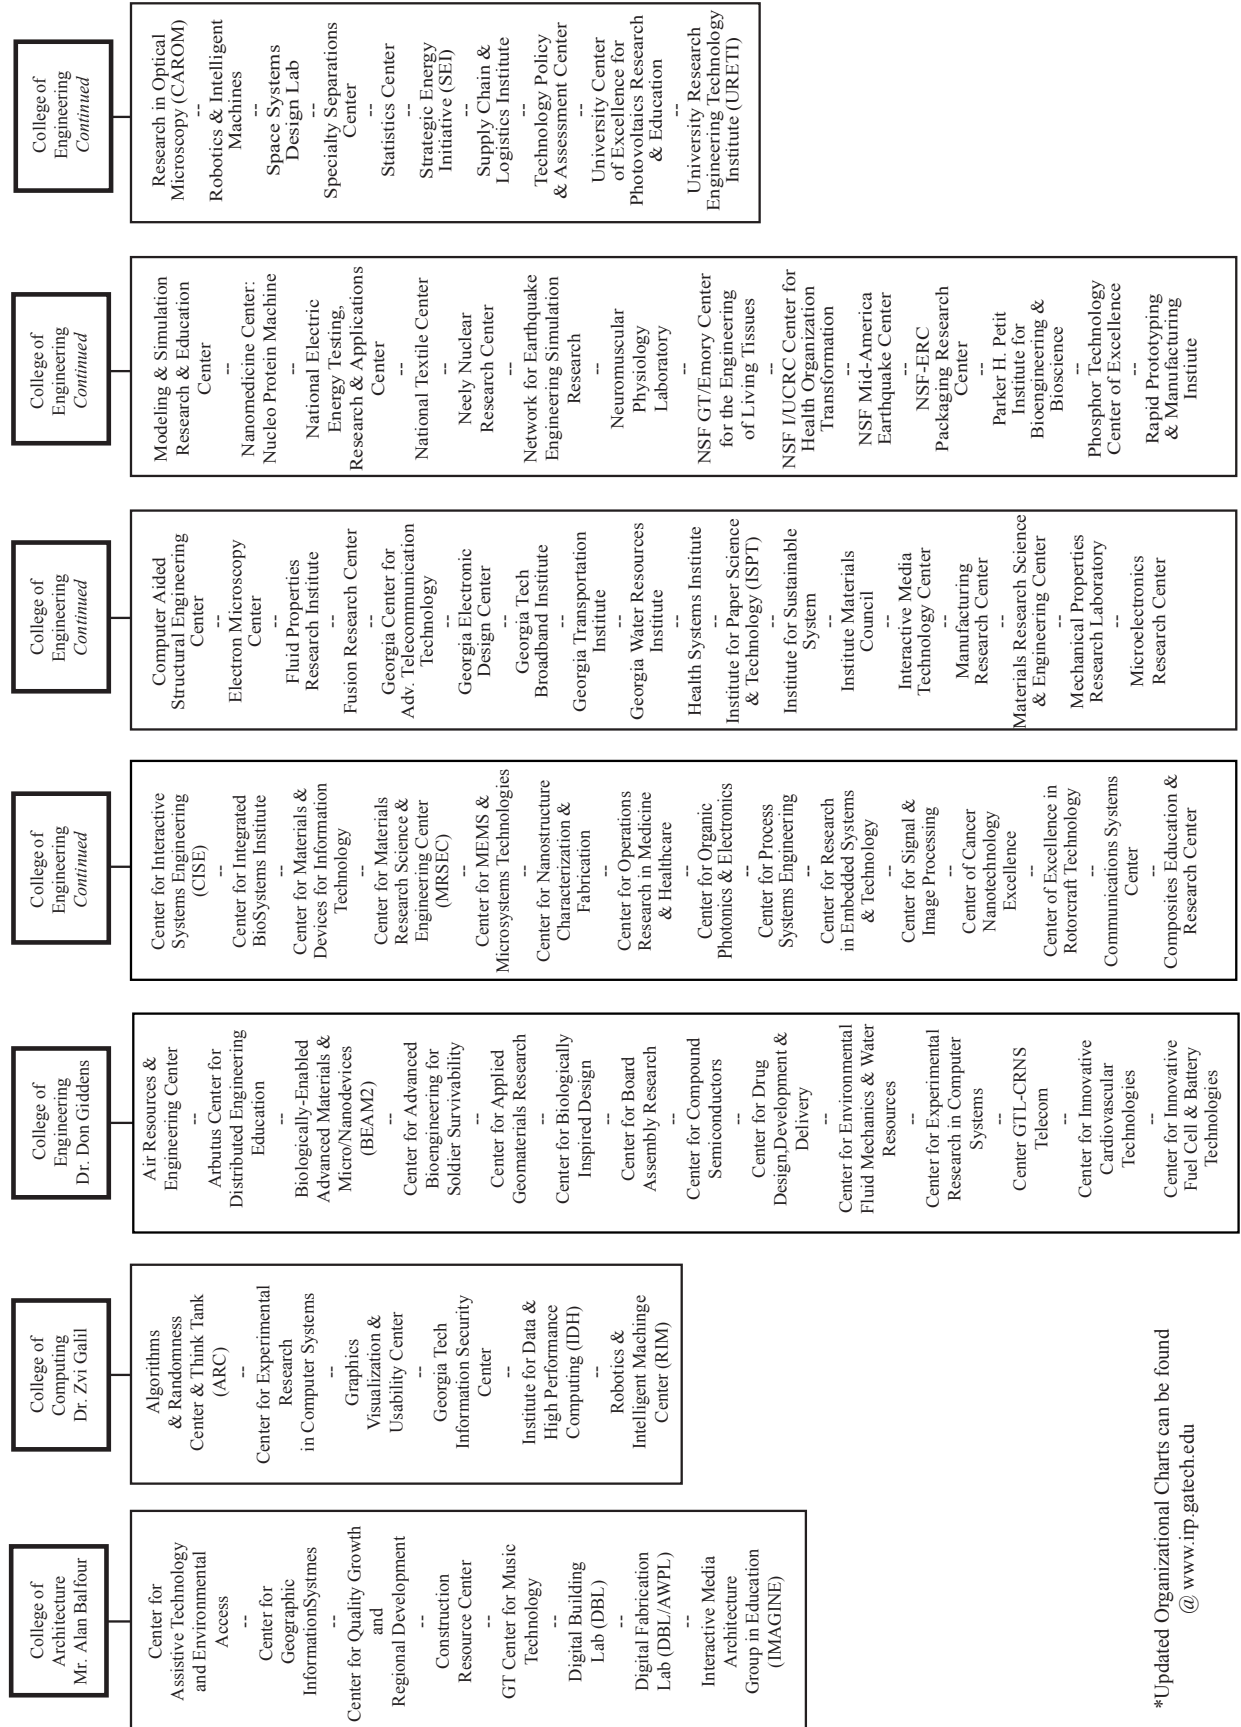 College of
Architecture
Mr. Alan Balfour
Center for
Assistive Technology
and Environmental
Access
--
Center for
Geographic
InformationSystmes
--
Center for Quality Growth
and
Regional Development
--
Construction
Resource Center
--
GT Center for Music
Technology
--
Digital Building
Lab (DBL)
--
Digital Fabrication
Lab (DBL/AWPL)
--
Interactive Media
Architecture
Group in Education
(IMAGINE)
College of
Computing
Dr. Zvi Galil
Algorithms
& Randomness
Center & Think Tank
(ARC)
--
Center for Experimental
Research
in Computer Systems
--
Graphics
Visualization &
Usability Center
--
Georgia Tech
Information Security
Center
--
Institute for Data &
High Performance
Computing (IDH)
--
Robotics &
Intelligent Machinge
Center (RIM)
College of
Engineering
Dr. Don Giddens
Air Resources &
Engineering Center
--
Arbutus Center for
Distributed Engineering
Education
--
Biologically-Enabled
Advanced Materials &
Micro/Nanodevices
(BEAM2)
--
Center for Advanced
Bioengineering for
Soldier Survivability
--
Center for Applied
Geomaterials Research
--
Center for Biologically
Inspired Design
--
Center for Board
Assembly Research
--
Center for Compound
Semiconductors
--
Center for Drug
Design,Development &
Delivery
--
Center for Environmental
Fluid Mechanics & Water
Resources
--
Center for Experimental
Research in Computer
Systems
--
Center GTL-CRNS
Telecom
--
Center for Innovative
Cardiovascular
Technologies
--
Center for Innovative
Fuel Cell & Battery
Technologies
College of
Engineering
Continued
Center for Interactive
Systems Engineering
(CISE)
--
Center for Integrated
BioSystems Institute
--
Center for Materials &
Devices for Information
Technology
--
Center for Materials
Research Science &
Engineering Center
(MRSEC)
--
Center for MEMS &
Microsystems Technologies
--
Center for Nanostructure
Characterization &
Fabrication
--
Center for Operations
Research in Medicine
& Healthcare
--
Center for Organic
Photonics & Electronics
--
Center for Process
Systems Engineering
--
Center for Research
in Embedded Systems
& Technology
--
Center for Signal &
Image Processing
--
Center of Cancer
Nanotechnology
Excellence
--
Center of Excellence in
Rotorcraft Technology
--
Communications Systems
Center
--
Composites Education &
Research Center
College of
Engineering
Continued
Computer Aided
Structural Engineering
Center
--
Electron Microscopy
Center
--
Fluid Properties
Research Institute
--
Fusion Research Center
--
Georgia Center for
Adv. Telecommunication
Technology
--
Georgia Electronic
Design Center
--
Georgia Tech
Broadband Institute
--
Georgia Transportation
Institute
--
Georgia Water Resources
Institute
--
Health Systems Institute
--
Institute for Paper Science
& Technology (ISPT)
--
Institute for Sustainable
System
--
Institute Materials
Council
--
Interactive Media
Technology Center
--
Manufacturing
Research Center
--
Materials Research Science
& Engineering Center
--
Mechanical Properties
Research Laboratory
--
Microelectronics
Research Center
College of
Engineering
Continued
Modeling & Simulation
Research & Education
Center
--
Nanomedicine Center:
Nucleo Protein Machine
--
National Electric
Energy Testing,
Research & Applications
Center
--
National Textile Center
--
Neely Nuclear
Research Center
--
Network for Earthquake
Engineering Simulation
Research
--
Neuromuscular
Physiology
Laboratory
--
NSF GT/Emory Center
for the Engineering
of Living Tissues
--
NSF I/UCRC Center for
Health Organization
Transformation
--
NSF Mid-America
Earthquake Center
--
NSF-ERC
Packaging Research
Center
--
Parker H. Petit
Institute for
Bioengineering &
Bioscience
--
Phosphor Technology
Center of Excellence
--
Rapid Prototyping
& Manufacturing
Instiute
College of
Engineering
Continued
Research in Optical
Microscopy (CAROM)
--
Robotics & Intelligent
Machines
--
Space Systems
Design Lab
--
Specialty Separations
Center
--
Statistics Center
--
Strategic Energy
Initiative (SEI)
--
Supply Chain &
Logistics Institute
--
Technology Policy
& Assessment Center
--
University Center
of Excellence for
Photovoltaics Research
& Education
--
University Research
Engineering Technology
Institute (URETI)
*Updated Organizational Charts can be found
@ www.irp.gatech.edu